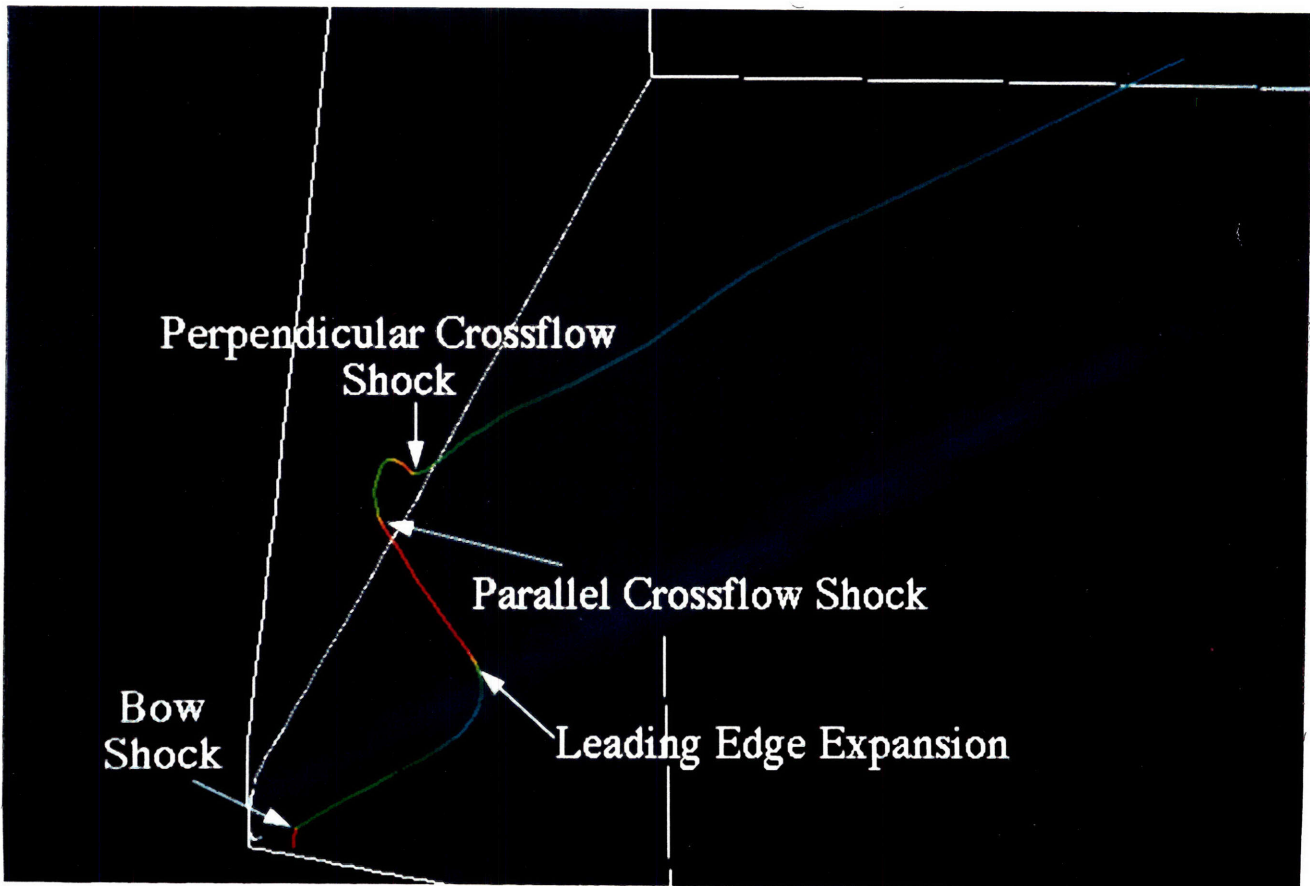 Perpendicular Crossflow
Shock
Parallel Crossflow Shock
Bow
Shock
Leading Edge Expansion